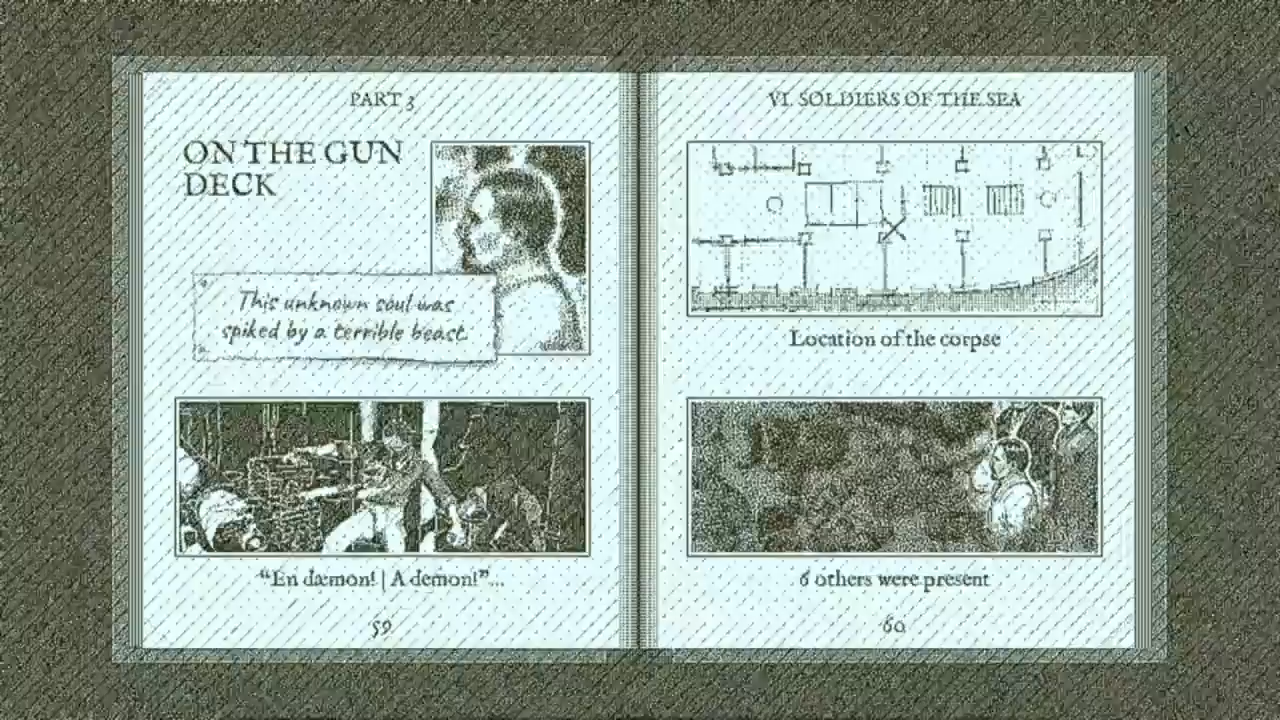 PART 3
ON THE GUN
DECK
This unknown soul was
spiked by a terrible beast.
“En dæmon! | A demon!”...
59
VI. SOLDIERS OF THE SEA
Location of the corpse
6 others were present
60